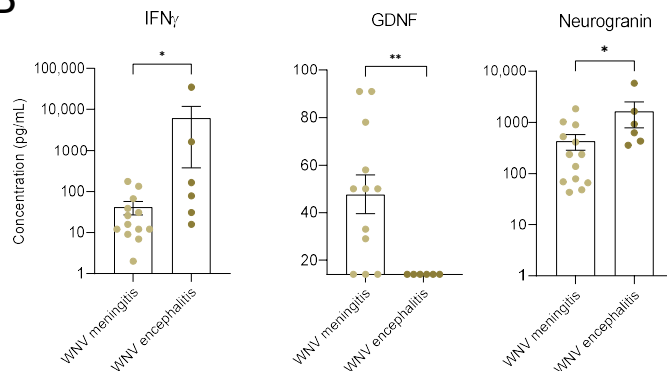 B
IFNγ
GDNF
Neurogranin
*
**
*
Concentration (pg/mL)
100,000
10,000
1000
100
10
1
100
80
60
40
20
10,000
1000
100
10
1
WNV meningitis
WNV encephalitis
WNV meningitis
WNV encephalitis
WNV meningitis
WNV encephalitis